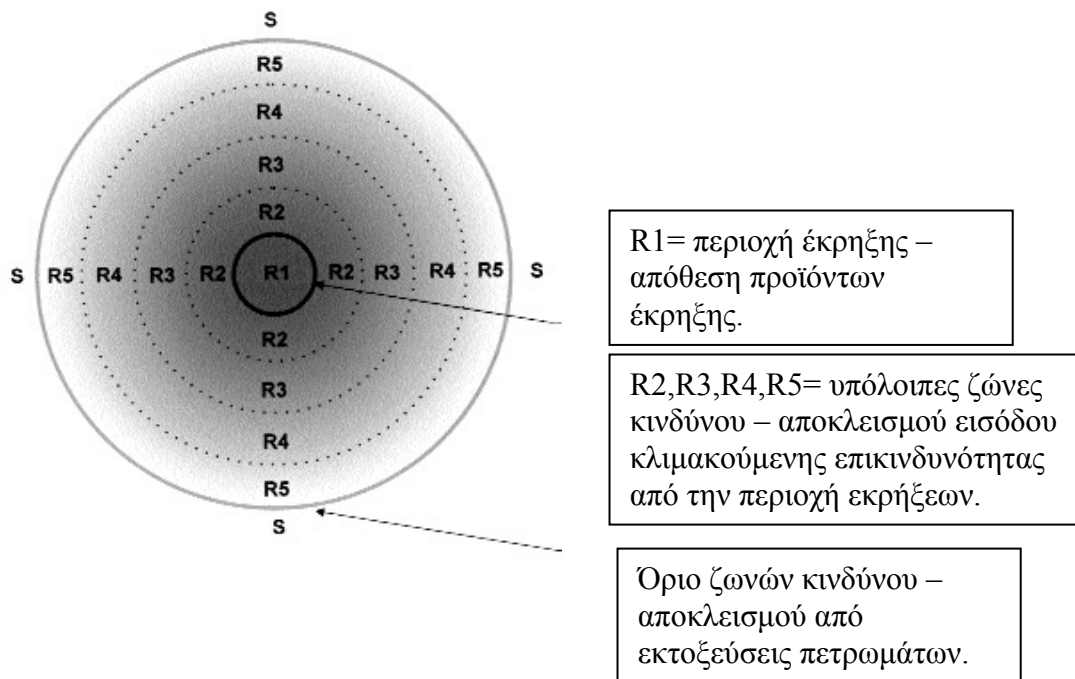 S
R5
R4
R3
R2
S R5 R4 R3 R2 R1 R2 R3 R4 R5 S
R2
R3
R4
R5
S
R1= περιοχή έκρηξης –
απόθεση προϊόντων
έκρηξης.
R2,R3,R4,R5= υπόλοιπες ζώνες
κινδύνου – αποκλεισμού εισόδου
κλιμακούμενης επικινδυνότητας
από την περιοχή εκρήξεων.
Όριο ζωνών κινδύνου –
αποκλεισμού από
εκτοξεύσεις πετρωμάτων.